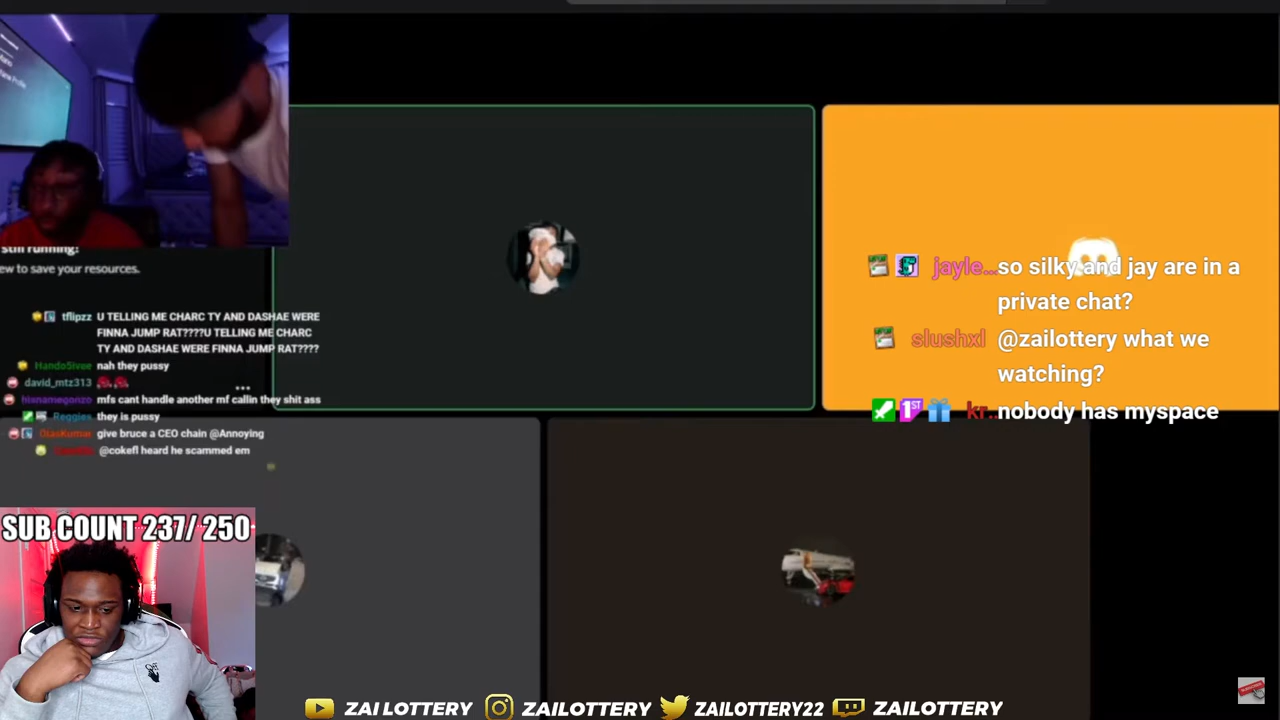 still running!
ew to save your resources.
tflipzz U TELLING ME CHARC TY AND DASHAE WERE
FINNA JUMP RAT????U TELLING ME CHARC
TY AND DASHAE WERE FINNA JUMP RAT????
HandoSivee nah they pussy
david_mtz313
mfs cant handle another mf callin they shit ass
Reggies they is pussy
OtasKumar give bruce a CEO chain @Annoying
@cokefl heard he scammed em
jayle... so silky and jay are in a
private chat?
slushxl @zailottery what we
watching?
1ST kr.. nobody has myspace
SUB COUNT 237/ 250
ZAI LOTTERY ZAILOTTERY ZAILOTTERY22 ZAILOTTERY